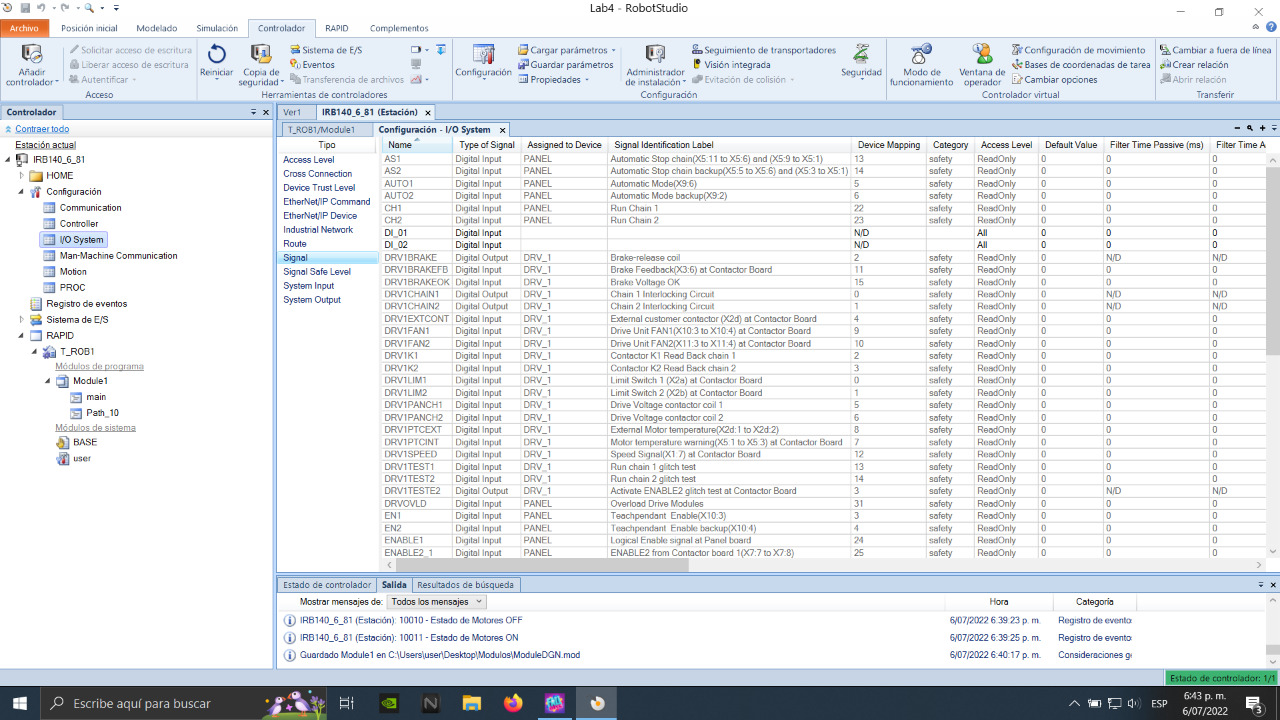 Lab4 - RobotStudio
Archivo Posición inicial Modelado Simulación Controlador RAPID Complementos
Añadir controlador
Solicitar acceso de escritura
Liberar acceso de escritura
Autentificar
Acceso
Reiniciar
Copia de seguridad
Sistema de E/S
Eventos
Transferencia de archivos
Herramientas de controladores
Configuración
Cargar parámetros
Guardar parámetros
Propiedades
Administrador de instalación
Seguimiento de transportadores
Visión integrada
Evitación de colisión
Seguridad
Configuración
Modo de funcionamiento
Ventana de operador
Configuración de movimiento
Bases de coordenadas de tarea
Cambiar opciones
Controlador virtual
Cambiar a fuera de línea
Crear relación
Abrir relación
Transferir
Controlador
Contraer todo
Estación actual
IRB140_6_81
HOME
Configuración
Communication
Controller
I/O System
Man-Machine Communication
Motion
PROC
Registro de eventos
Sistema de E/S
RAPID
T_ROB1
Módulos de programa
Module1
main
Path_10
Módulos de sistema
BASE
user
Ver1 IRB140_6_81 (Estación)
T_ROB1/Module1 Configuración - I/O System
Tipo
Access Level
Cross Connection
Device Trust Level
EtherNet/IP Command
EtherNet/IP Device
Industrial Network
Route
Signal
Signal Safe Level
System Input
System Output
Name Type of Signal Assigned to Device Signal Identification Label Device Mapping Category Access Level Default Value Filter Time Passive (ms) Filter Time A
AS1 Digital Input PANEL Automatic Stop chain(X5:11 to X5:6) and (X5:9 to X5:1) 13 safety ReadOnly 0 0 0
AS2 Digital Input PANEL Automatic Stop chain backup(X5:5 to X5:6) and (X5:3 to X5:1) 14 safety ReadOnly 0 0 0
AUTO1 Digital Input PANEL Automatic Mode(X9:6) 5 safety ReadOnly 0 0 0
AUTO2 Digital Input PANEL Automatic Mode backup(X9:2) 6 safety ReadOnly 0 0 0
CH1 Digital Input PANEL Run Chain 1 22 safety ReadOnly 0 0 0
CH2 Digital Input PANEL Run Chain 2 23 safety ReadOnly 0 0 0
DI_01 Digital Input N/D All 0 0 0
DI_02 Digital Input N/D All 0 0 0
DRV1BRAKE Digital Output DRV_1 Brake-release coil 2 safety ReadOnly 0 N/D N/D
DRV1BRAKEFB Digital Input DRV_1 Brake Feedback(X3:6) at Contactor Board 11 safety ReadOnly 0 0 0
DRV1BRAKEOK Digital Input DRV_1 Brake Voltage OK 15 safety ReadOnly 0 0 0
DRV1CHAIN1 Digital Output DRV_1 Chain 1 Interlocking Circuit 0 safety ReadOnly 0 N/D N/D
DRV1CHAIN2 Digital Output DRV_1 Chain 2 Interlocking Circuit 1 safety ReadOnly 0 N/D N/D
DRV1EXTCONT Digital Input DRV_1 External customer contactor (X2d) at Contactor Board 4 safety ReadOnly 0 0 0
DRV1FAN1 Digital Input DRV_1 Drive Unit FAN1(X10:3 to X10:4) at Contactor Board 9 safety ReadOnly 0 0 0
DRV1FAN2 Digital Input DRV_1 Drive Unit FAN2(X11:3 to X11:4) at Contactor Board 10 safety ReadOnly 0 0 0
DRV1K1 Digital Input DRV_1 Contactor K1 Read Back chain 1 2 safety ReadOnly 0 0 0
DRV1K2 Digital Input DRV_1 Contactor K2 Read Back chain 2 3 safety ReadOnly 0 0 0
DRV1LIM1 Digital Input DRV_1 Limit Switch 1 (X2a) at Contactor Board 0 safety ReadOnly 0 0 0
DRV1LIM2 Digital Input DRV_1 Limit Switch 2 (X2b) at Contactor Board 1 safety ReadOnly 0 0 0
DRV1PANCH1 Digital Input DRV_1 Drive Voltage contactor coil 1 5 safety ReadOnly 0 0 0
DRV1PANCH2 Digital Input DRV_1 Drive Voltage contactor coil 2 6 safety ReadOnly 0 0 0
DRV1PTCEXT Digital Input DRV_1 External Motor temperature(X2d:1 to X2d:2) 8 safety ReadOnly 0 0 0
DRV1PTCINT Digital Input DRV_1 Motor temperature warning(X5:1 to X5:3) at Contactor Board 7 safety ReadOnly 0 0 0
DRV1SPEED Digital Input DRV_1 Speed Signal(X1:7) at Contactor Board 12 safety ReadOnly 0 0 0
DRV1TEST1 Digital Input DRV_1 Run chain 1 glitch test 13 safety ReadOnly 0 0 0
DRV1TEST2 Digital Input DRV_1 Run chain 2 glitch test 14 safety ReadOnly 0 0 0
DRV1TESTE2 Digital Output DRV_1 Activate ENABLE2 glitch test at Contactor Board 3 safety ReadOnly 0 N/D N/D
DRVOVLD Digital Input PANEL Overload Drive Modules 31 safety ReadOnly 0 0 0
EN1 Digital Input PANEL Teachpendant Enable(X10:3) 3 safety ReadOnly 0 0 0
EN2 Digital Input PANEL Teachpendant Enable backup(X10:4) 4 safety ReadOnly 0 0 0
ENABLE1 Digital Input PANEL Logical Enable signal at Panel board 24 safety ReadOnly 0 0 0
ENABLE2_1 Digital Input PANEL ENABLE2 from Contactor board 1(X7:7 to X7:8) 25 safety ReadOnly 0 0 0
Estado de controlador Salida Resultados de búsqueda
Mostrar mensajes de: Todos los mensajes Hora Categoría
IRB140_6_81 (Estación): 10010 - Estado de Motores OFF 6/07/2022 6:39:23 p. m. Registro de evento
IRB140_6_81 (Estación): 10011 - Estado de Motores ON 6/07/2022 6:39:25 p. m. Registro de evento
Guardado Module1 en C:\Users\user\Desktop\Modulos\ModuleDGN.mod 6/07/2022 6:40:17 p. m. Consideraciones ge
Estado de controlador: 1/1
Escribe aquí para buscar
ESP
6:43 p. m.
6/07/2022
3